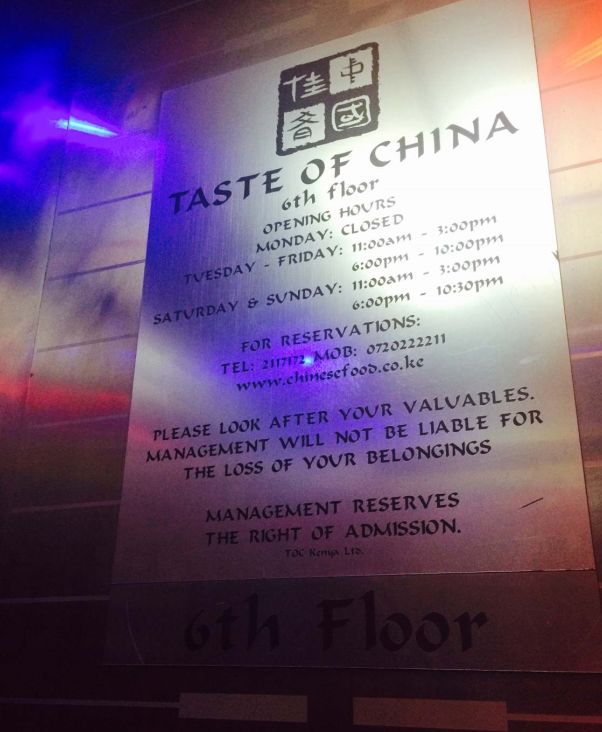 佳 中
肴 國
TASTE OF CHINA
6th floor
OPENING HOURS
MONDAY: CLOSED
TUESDAY - FRIDAY: 11:00am - 3:00pm
6:00pm - 10:00pm
SATURDAY & SUNDAY: 11:00am - 3:00pm
6:00pm - 10:30pm
FOR RESERVATIONS:
TEL: 2117172 MOB: 0720222211
www.chinesefood.co.ke
PLEASE LOOK AFTER YOUR VALUABLES.
MANAGEMENT WILL NOT BE LIABLE FOR
THE LOSS OF YOUR BELONGINGS
MANAGEMENT RESERVES
THE RIGHT OF ADMISSION.
TOC Kenya Ltd.
6th Floor